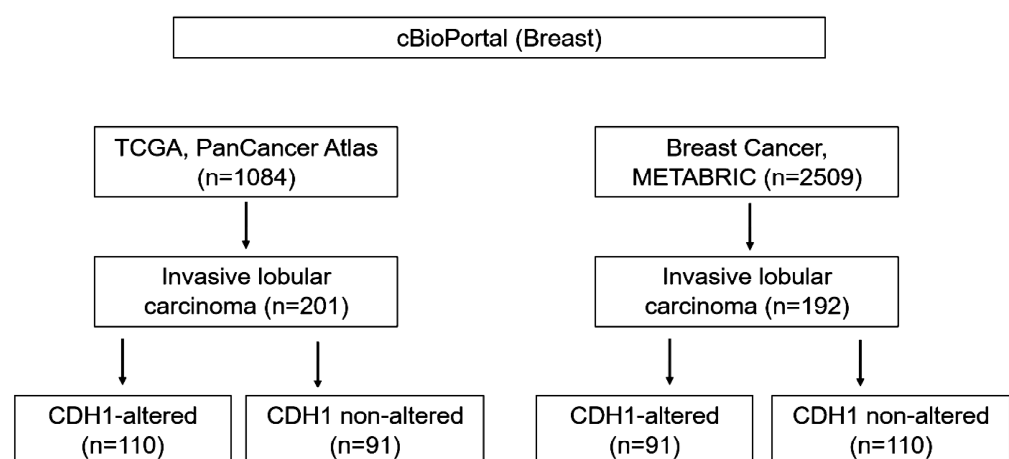 cBioPortal (Breast)
TCGA, PanCancer Atlas
(n=1084)
Breast Cancer,
METABRIC (n=2509)
Invasive lobular
carcinoma (n=201)
Invasive lobular
carcinoma (n=192)
CDH1-altered
(n=110)
CDH1 non-altered
(n=91)
CDH1-altered
(n=91)
CDH1 non-altered
(n=110)